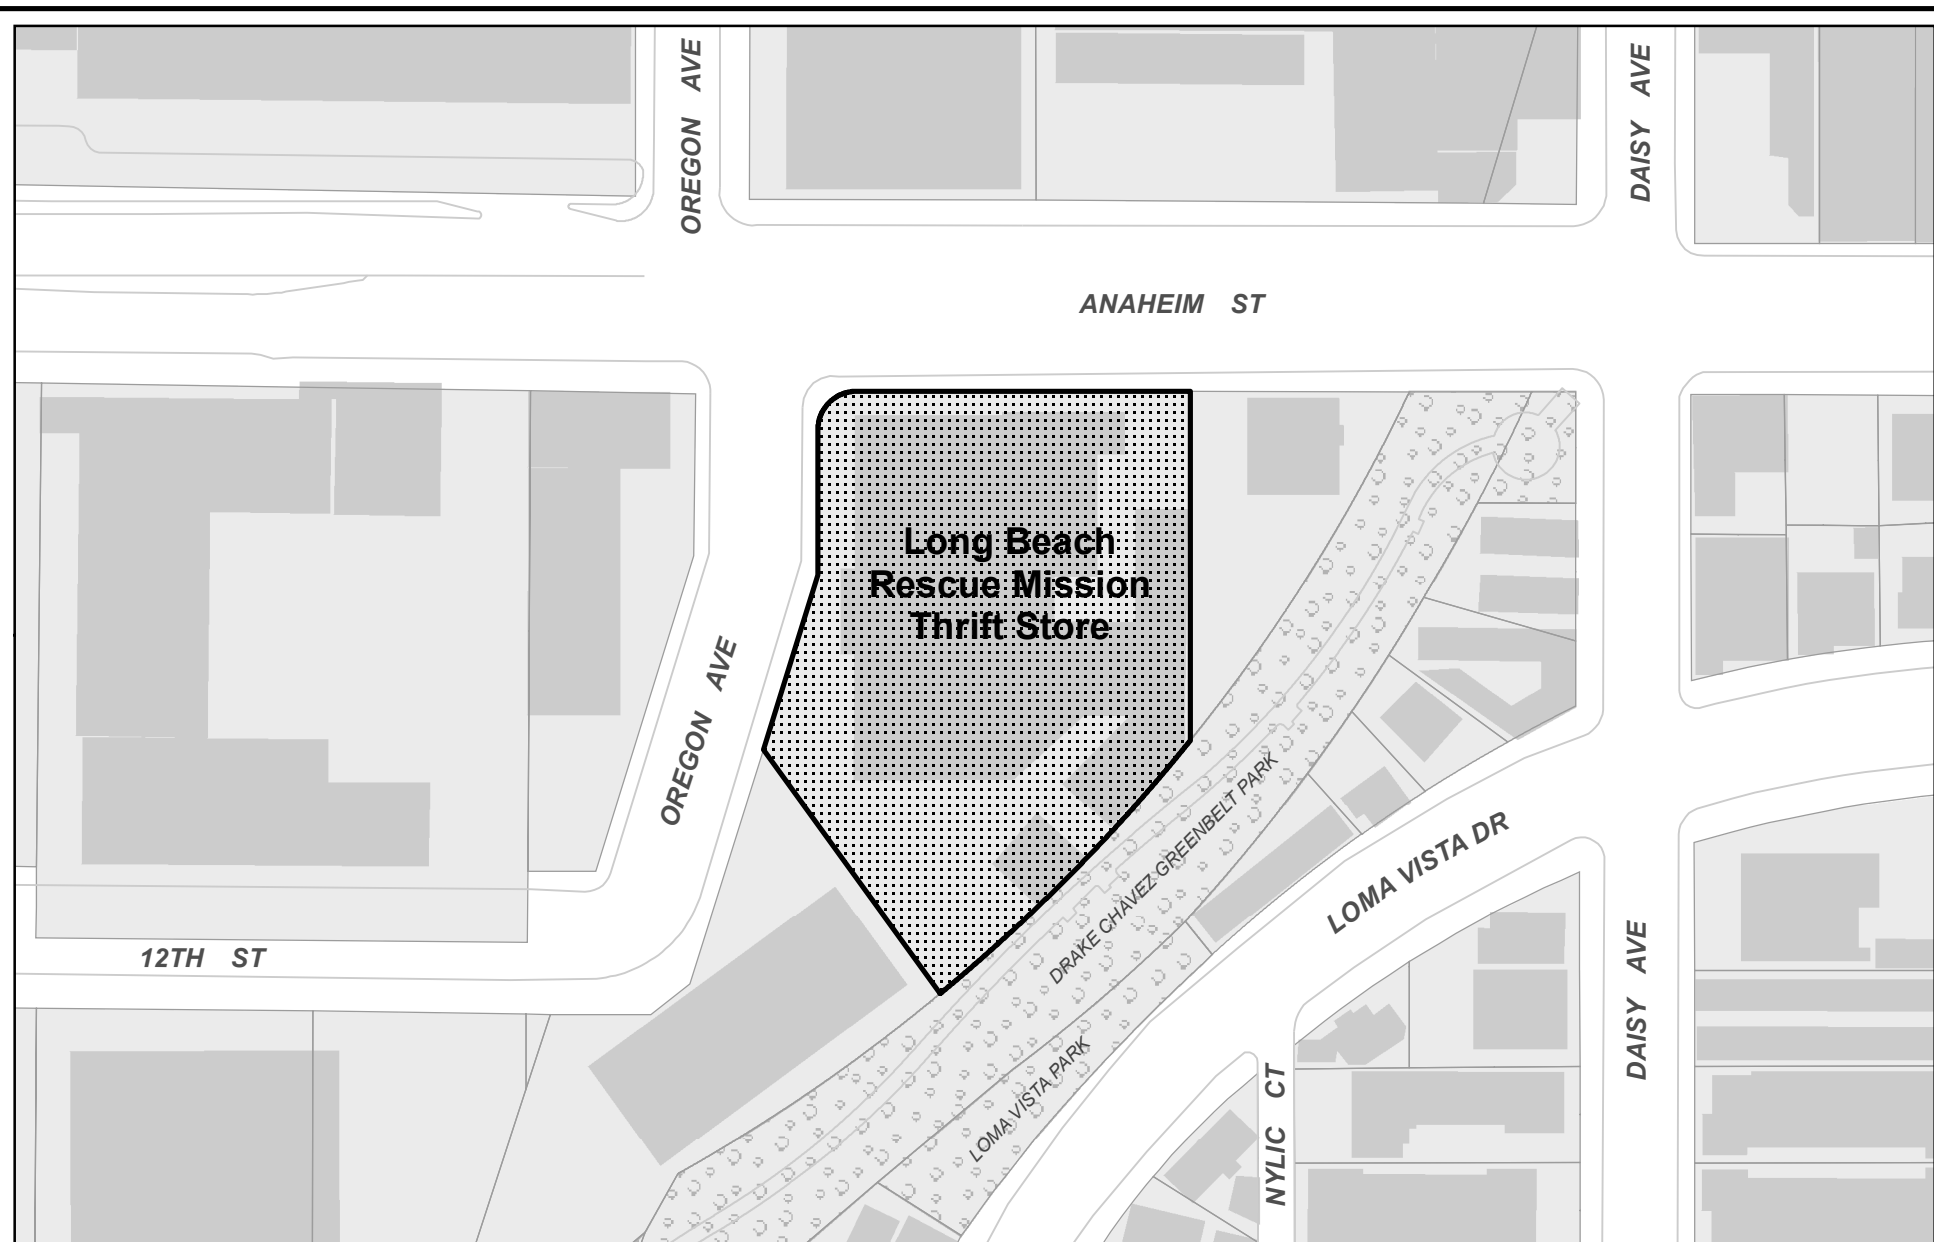 OREGON AVE
DAISY AVE
ANAHEIM ST
Long Beach
Rescue Mission
Thrift Store
OREGON AVE
DRAKE CHAVEZ GREENBELT PARK
LOMA VISTA DR
12TH ST
LOMA VISTA PARK
NYLIC CT
DAISY AVE